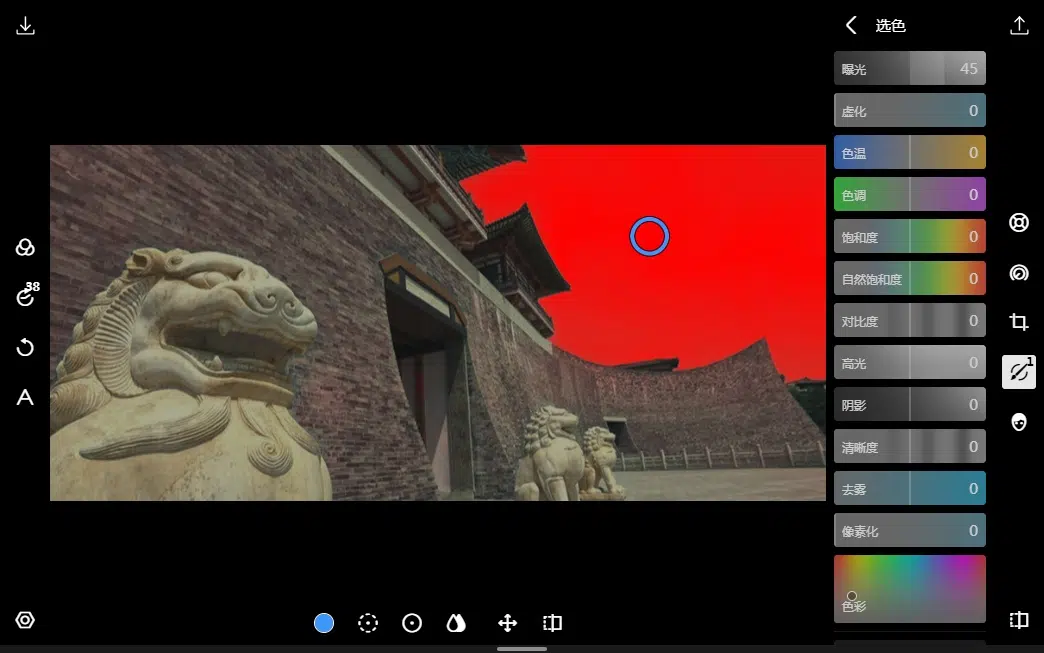 选色
曝光 45
虚化 0
色温 0
色调 0
饱和度 0
自然饱和度 0
对比度 0
高光 0
阴影 0
清晰度 0
去雾 0
像素化 0
色彩
38
A
1